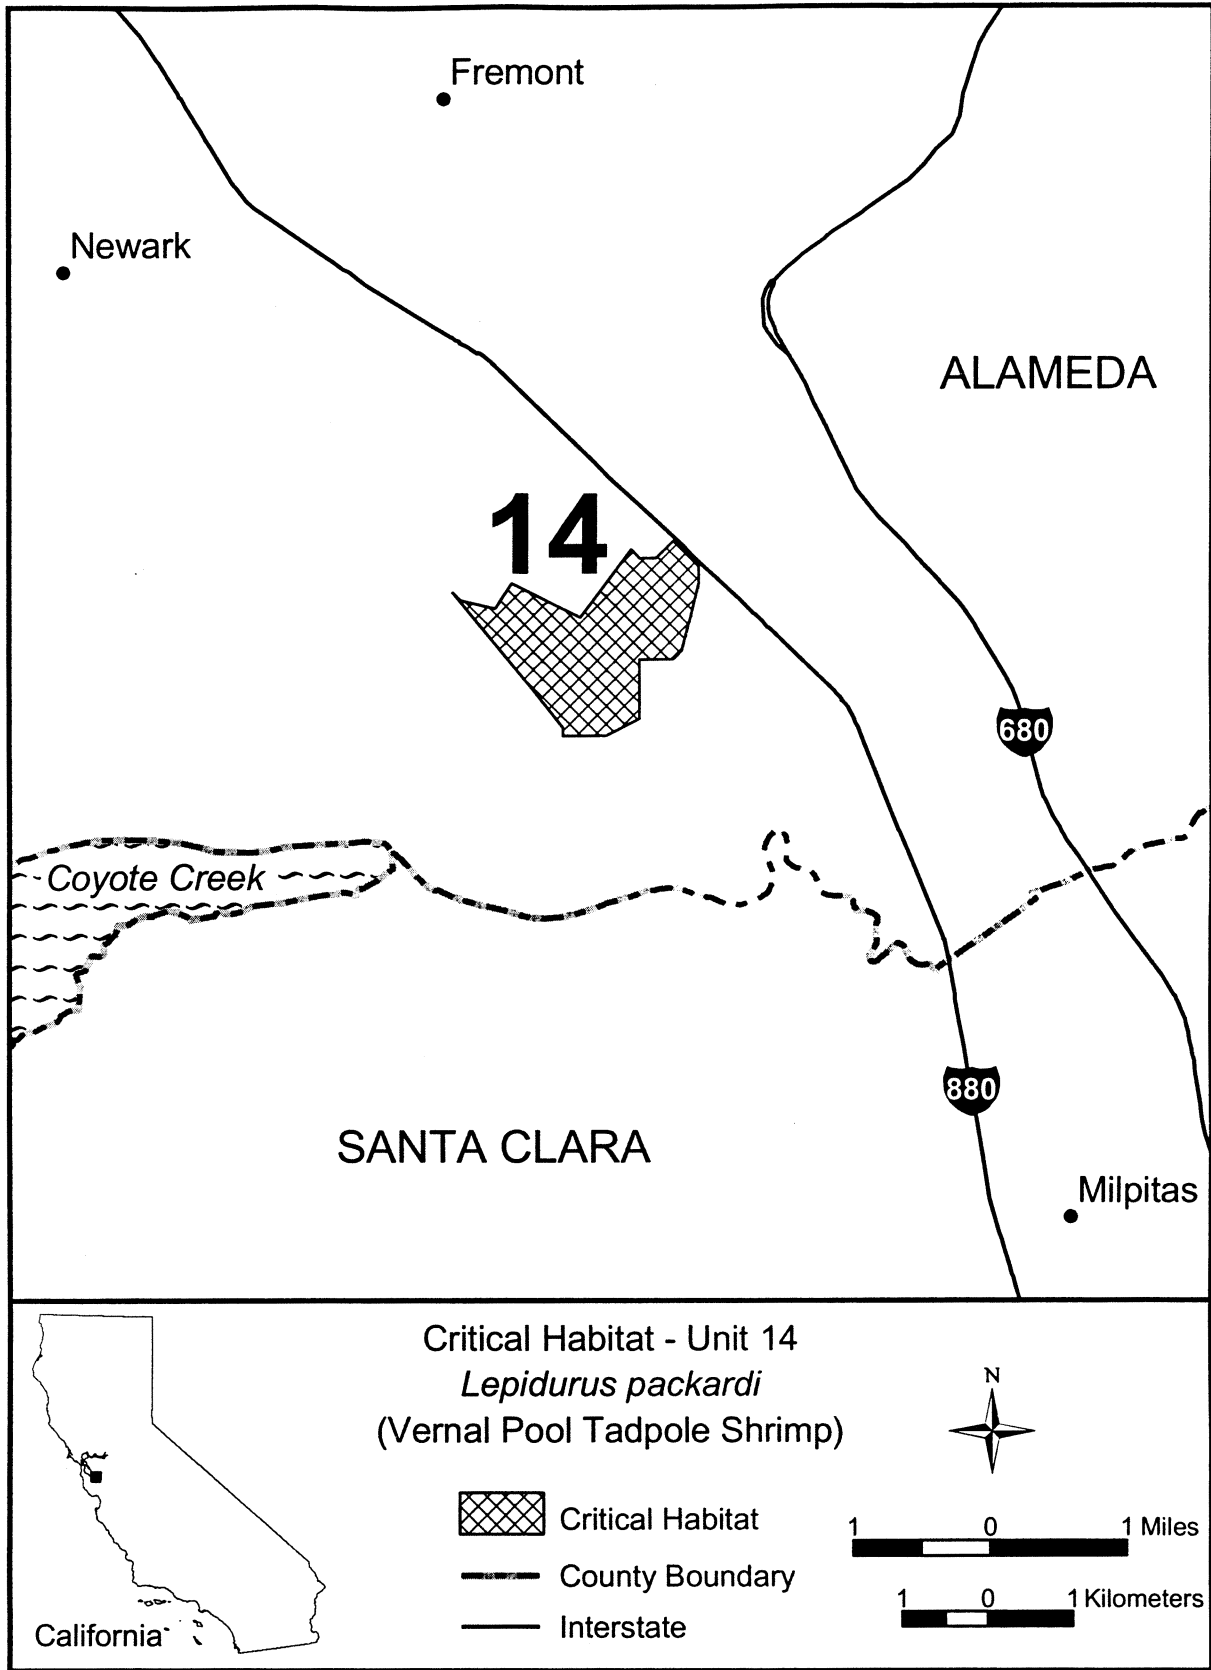 Fremont
Newark
ALAMEDA
14
680
Coyote Creek
880
SANTA CLARA
Milpitas
Critical Habitat - Unit 14
Lepidurus packardi
(Vernal Pool Tadpole Shrimp)
N
Critical Habitat
County Boundary
Interstate
1 0 1 Miles
1 0 1 Kilometers
California